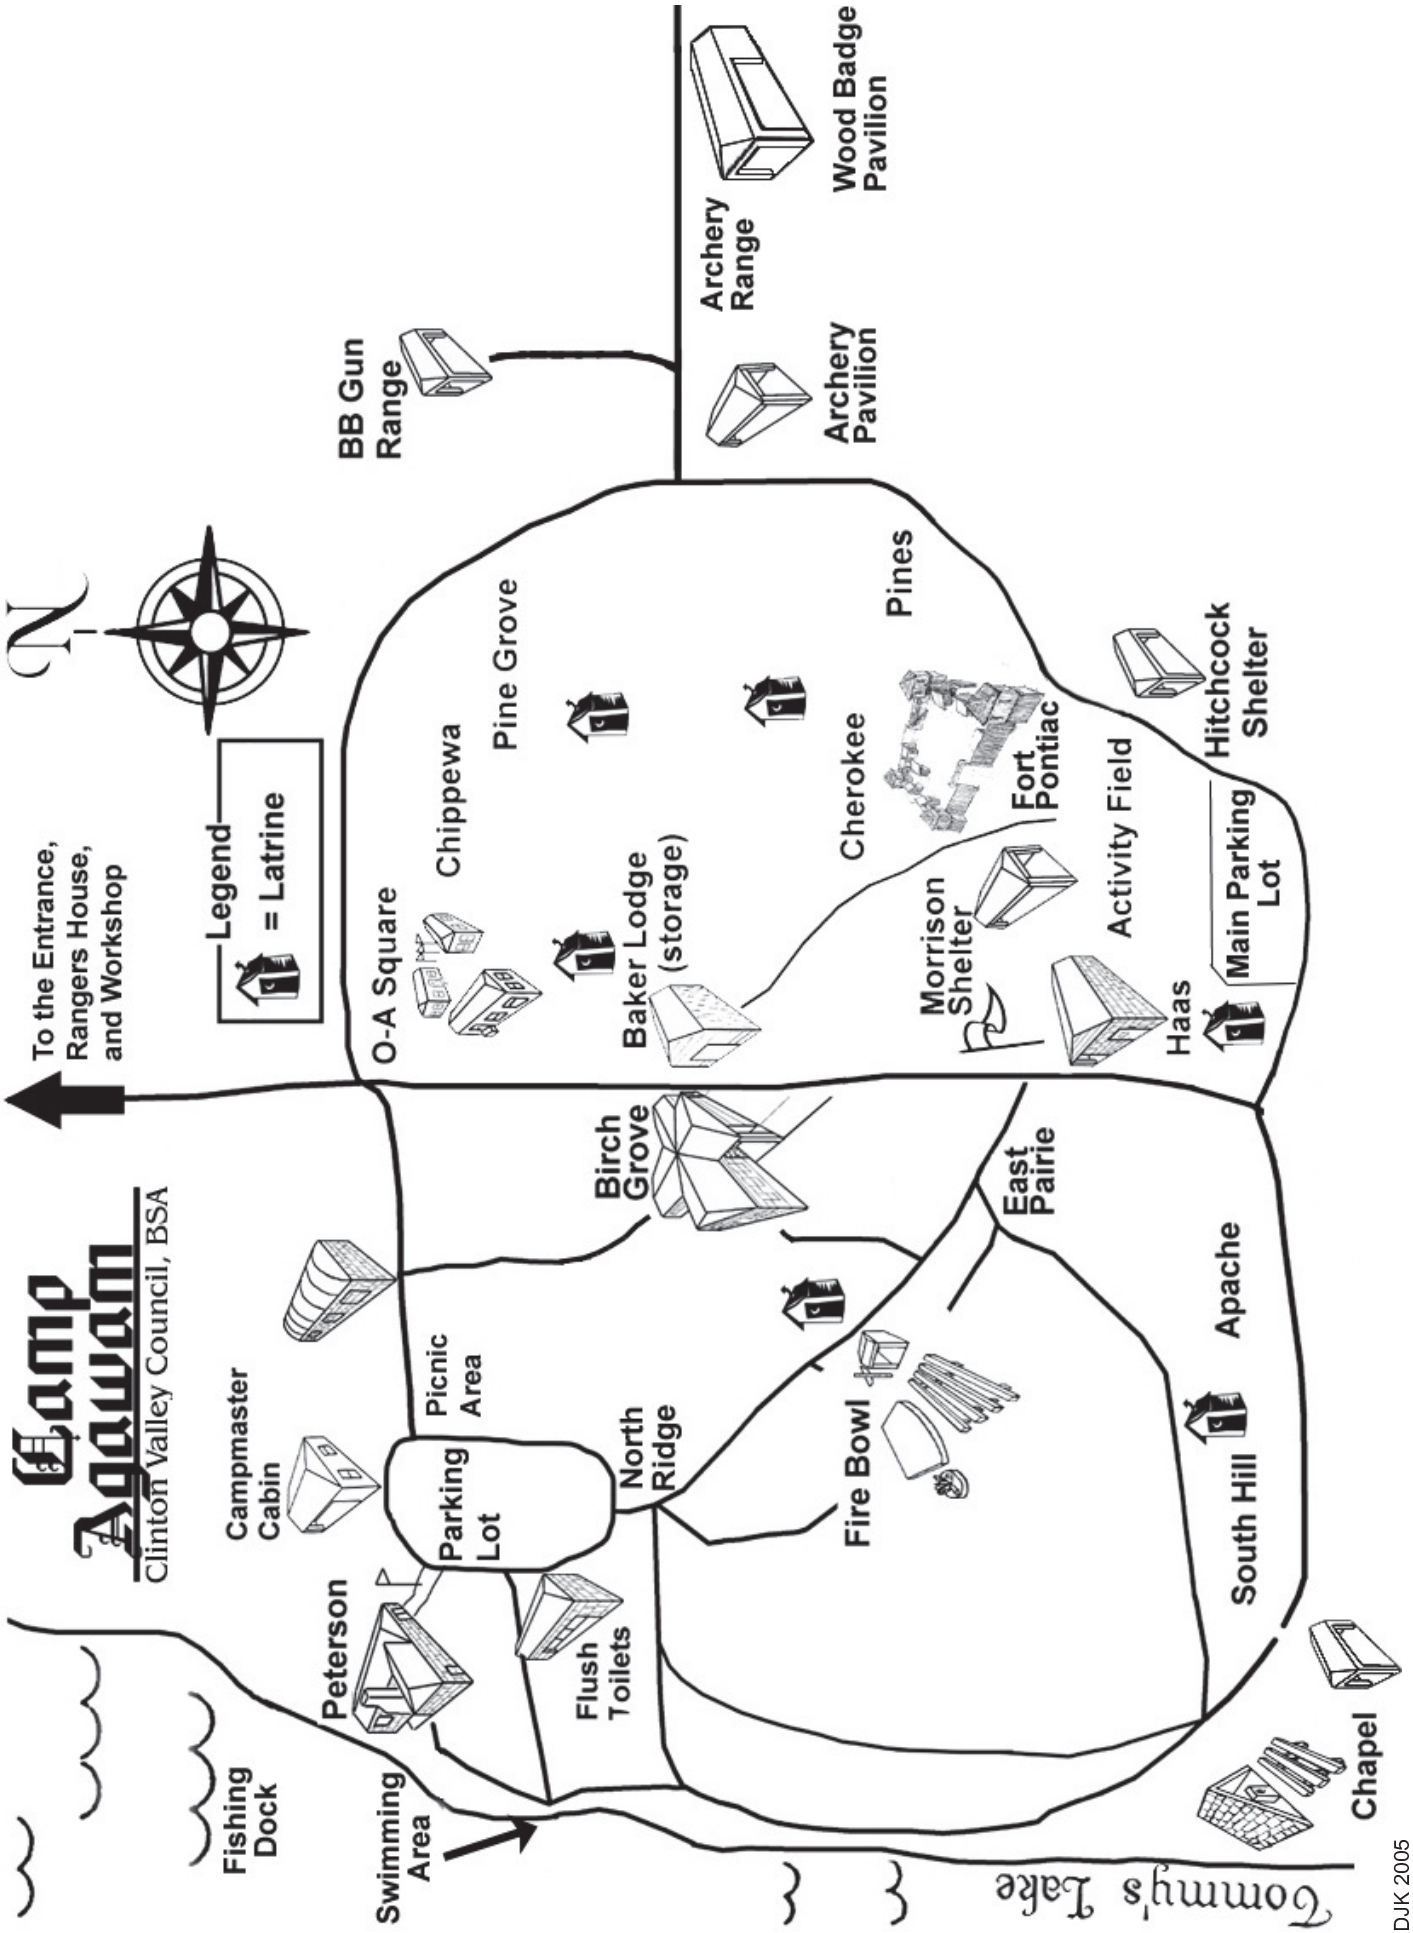 Camp
Agawam
Clinton Valley Council, BSA
To the Entrance,
Rangers House,
and Workshop
N
Legend
= Latrine
Fishing
Dock
Swimming
Area
Peterson
Campmaster
Cabin
Parking
Lot
Picnic
Area
Flush
Toilets
North
Ridge
Birch
Grove
O-A Square
Chippewa
Pine Grove
BB Gun
Range
Baker Lodge
(storage)
Archery
Range
Archery
Pavilion
Wood Badge
Pavilion
Fire Bowl
East
Pairie
Morrison
Shelter
Cherokee
Pines
Fort
Pontiac
Activity Field
Haas
Main Parking
Lot
Hitchcock
Shelter
Apache
South Hill
Chapel
Tommy's Lake
DJK 2005